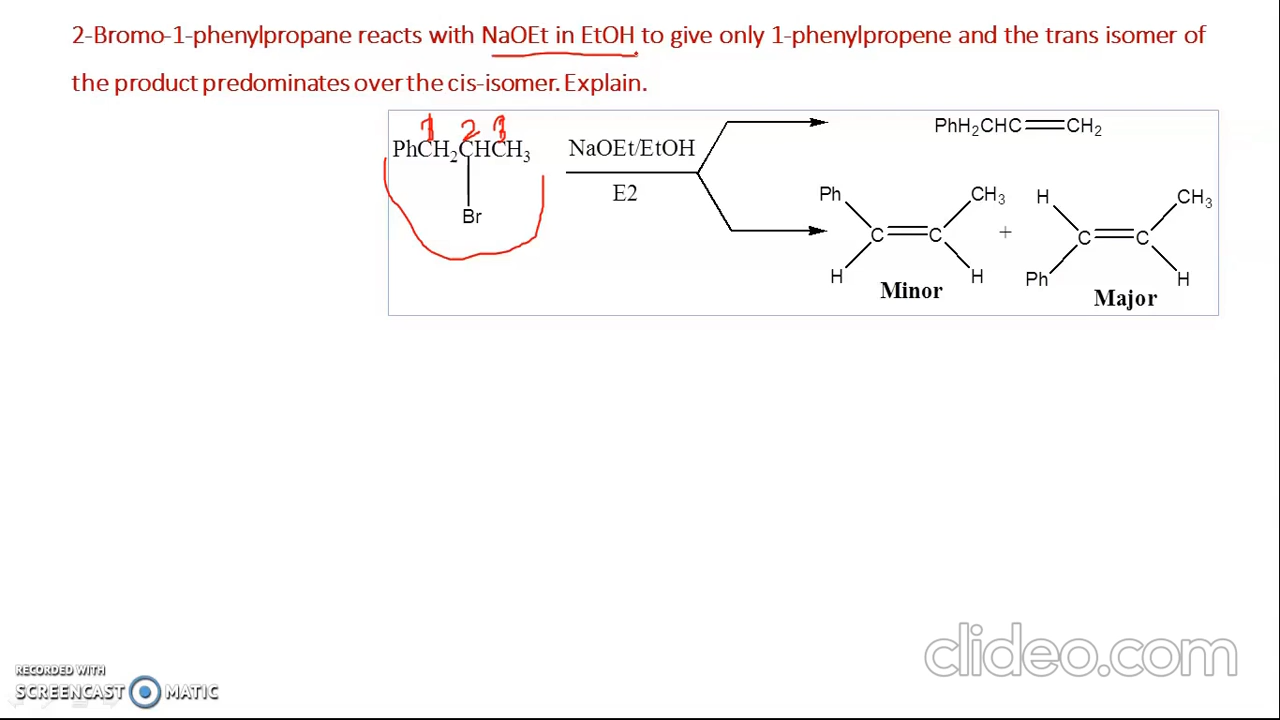 2-Bromo-1-phenylpropane reacts with NaOEt in EtOH to give only 1-phenylpropene and the trans isomer of
the product predominates over the cis-isomer. Explain.
1 2 3
PhCH₂CHCH₃
Br
NaOEt/EtOH
E2
PhH₂CHC=CH₂
Ph CH₃
C=C
H H
Minor
+
H CH₃
C=C
Ph H
Major
clideo.com
RECORDED WITH
SCREENCAST MATIC